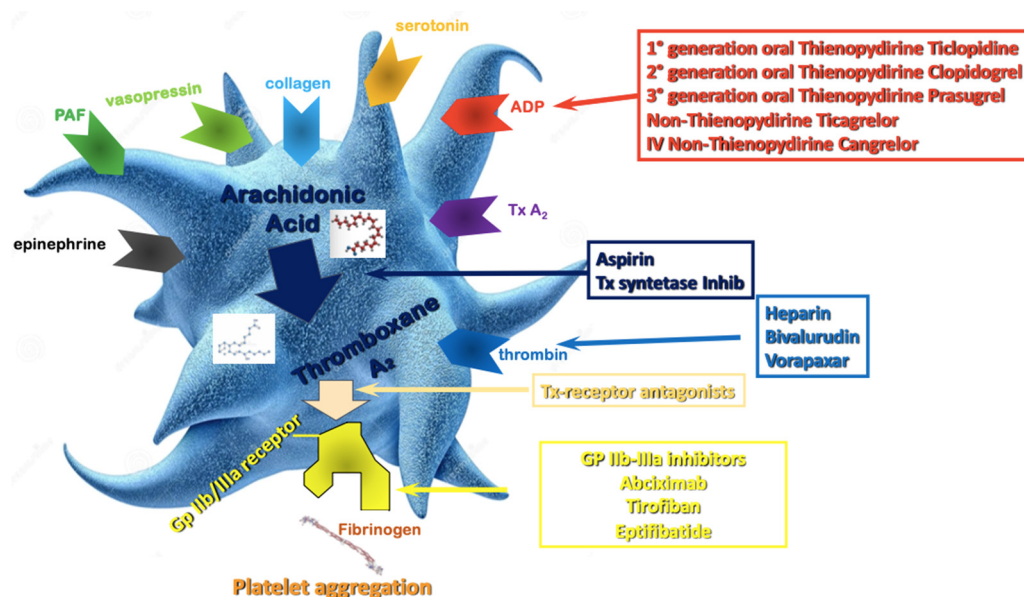 serotonin
collagen
vasopressin
PAF
ADP
1° generation oral Thienopydirine Ticlopidine
2° generation oral Thienopydirine Clopidogrel
3° generation oral Thienopydirine Prasugrel
Non-Thienopydirine Ticagrelor
IV Non-Thienopydirine Cangrelor
Arachidonic
Acid
Tx A₂
epinephrine
Aspirin
Tx syntetase Inhib
Heparin
Bivalurudin
Vorapaxar
Thromboxane
A₂
thrombin
Tx-receptor antagonists
Gp IIb/IIIa receptor
GP IIb-IIIa inhibitors
Abciximab
Tirofiban
Eptifibatide
Fibrinogen
Platelet aggregation